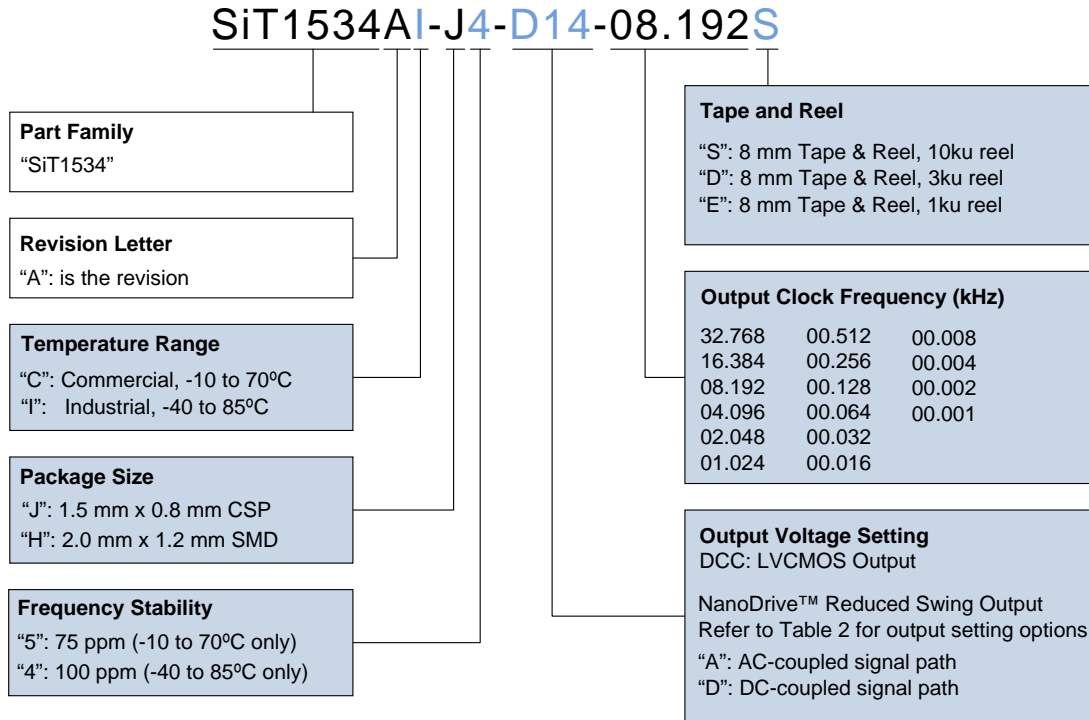 SiT1534AI-J4-D14-08.192S
Part Family
“SiT1534”
Revision Letter
“A”: is the revision
Temperature Range
“C”: Commercial, -10 to 70ºC
“I”: Industrial, -40 to 85ºC
Package Size
“J”: 1.5 mm x 0.8 mm CSP
“H”: 2.0 mm x 1.2 mm SMD
Frequency Stability
“5”: 75 ppm (-10 to 70ºC only)
“4”: 100 ppm (-40 to 85ºC only)
Tape and Reel
“S”: 8 mm Tape & Reel, 10ku reel
“D”: 8 mm Tape & Reel, 3ku reel
“E”: 8 mm Tape & Reel, 1ku reel
Output Clock Frequency (kHz)
32.768 00.512 00.008
16.384 00.256 00.004
08.192 00.128 00.002
04.096 00.064 00.001
02.048 00.032
01.024 00.016
Output Voltage Setting
DCC: LVCMOS Output
NanoDrive™ Reduced Swing Output
Refer to Table 2 for output setting options
“A”: AC-coupled signal path
“D”: DC-coupled signal path